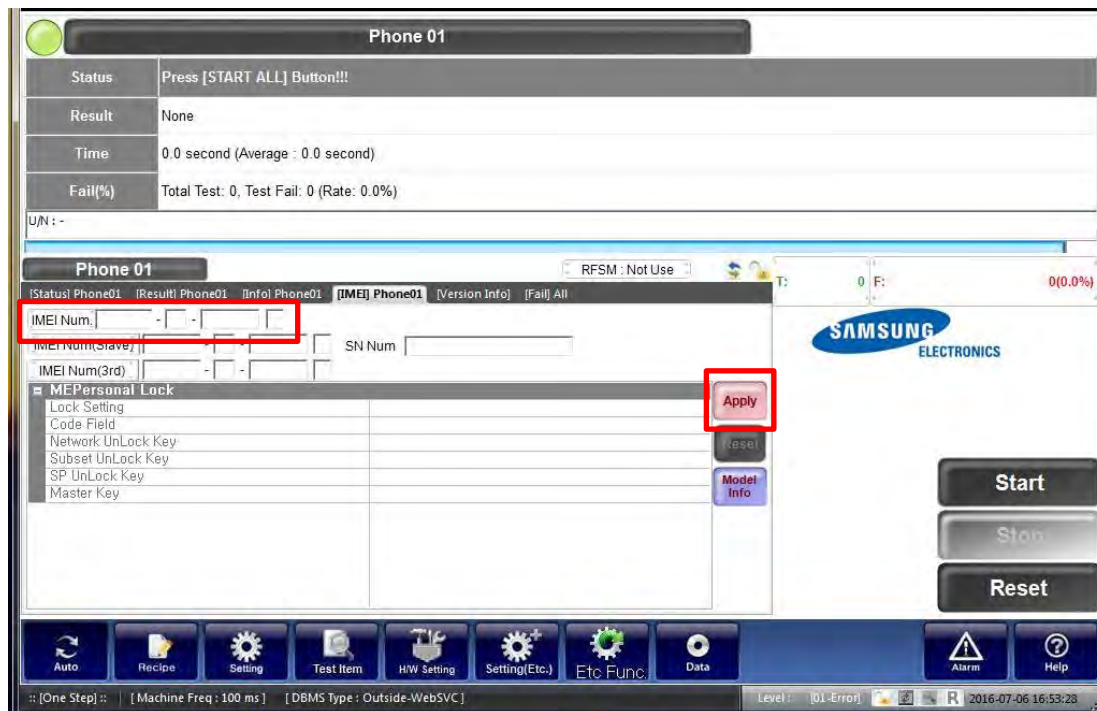 Phone 01
Status Press [START ALL] Button!!!
Result None
Time 0.0 second (Average : 0.0 second)
Fail(%) Total Test: 0, Test Fail: 0 (Rate: 0.0%)
U/N : -
Phone 01 RFSM : Not Use
T: 0 F: 0(0.0%)
[Status] Phone01 [Result] Phone01 [Info] Phone01 [IMEI] Phone01 [Version Info] [Fail] All
IMEI Num. - -
IMEI Num(Slave) - - SN Num
IMEI Num(3rd) - -
SAMSUNG
ELECTRONICS
MEPersonal Lock
Lock Setting
Code Field
Network UnLock Key
Subset UnLock Key
SP UnLock Key
Master Key
Apply
Reset
Model
Info
Start
Stop
Reset
Auto Recipe Setting Test Item H/W Setting Setting(Etc.) Etc Func. Data Alarm Help
:: [One Step] :: [ Machine Freq : 100 ms ] [ DBMS Type : Outside-WebSVC ] Level : [01-Error] R 2016-07-06 16:53:28